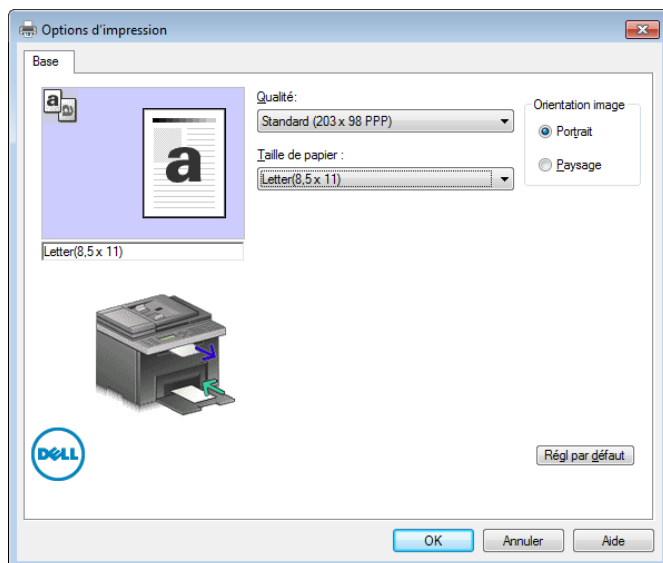 Options d'impression
Base
Qualité:
Standard (203 x 98 PPP)
Taille de papier :
Letter(8,5 x 11)
Orientation image
Portrait
Paysage
a
a
a
Letter(8,5 x 11)
DELL
Régl par défaut
OK
Annuler
Aide